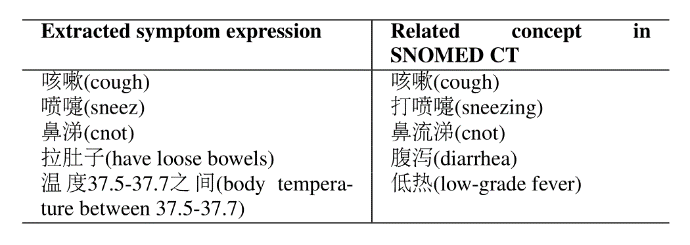 Extracted symptom expression
Related concept in
SNOMED CT
咳嗽(cough)
咳嗽(cough)
喷嚏(sneez)
打喷嚏(sneezing)
鼻涕(cnot)
鼻流涕(cnot)
拉肚子(have loose bowels)
腹泻(diarrhea)
温度37.5-37.7之间(body tempera-
ture between 37.5-37.7)
低热(low-grade fever)